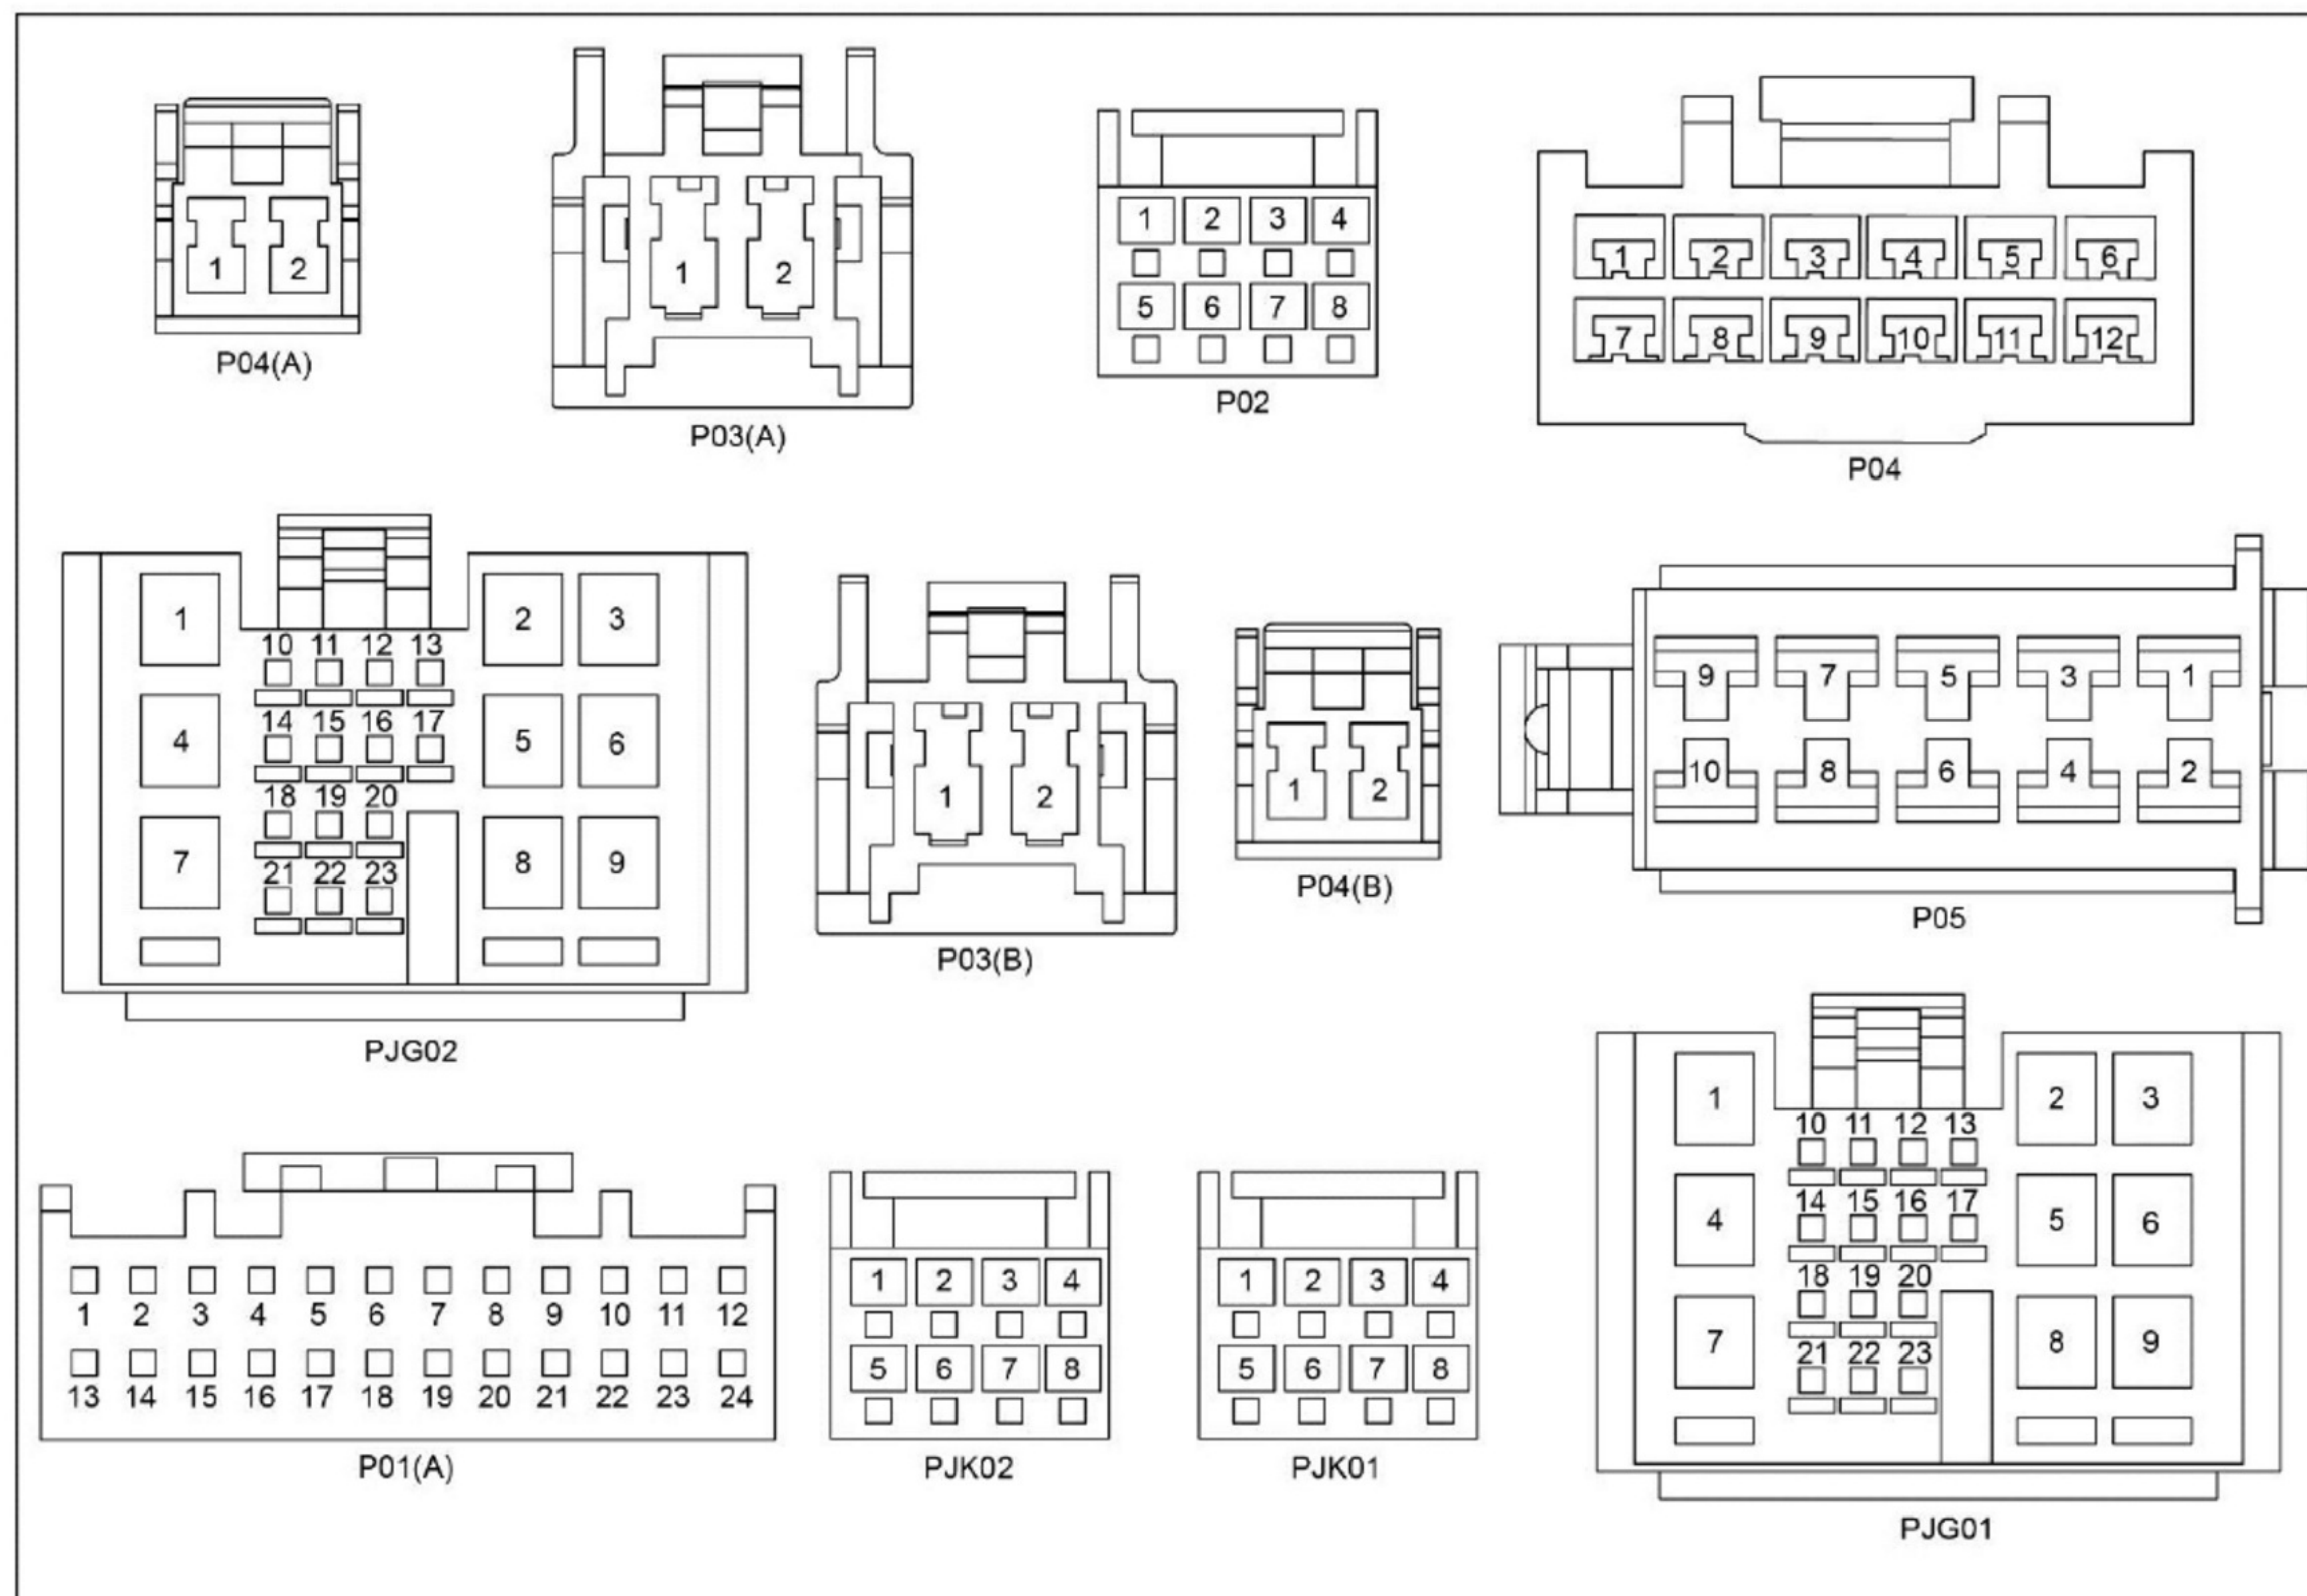 1 2
P04(A)
1 2
P03(A)
1 2 3 4
5 6 7 8
P02
1 2 3 4 5 6
7 8 9 10 11 12
P04
1 2 3
10 11 12 13
14 15 16 17
4 5 6
18 19 20
7 8 9
21 22 23
PJG02
1 2
P03(B)
1 2
P04(B)
9 7 5 3 1
10 8 6 4 2
P05
1 2 3 4 5 6 7 8 9 10 11 12
13 14 15 16 17 18 19 20 21 22 23 24
P01(A)
1 2 3 4
5 6 7 8
PJK02
1 2 3 4
5 6 7 8
PJK01
1 2 3
10 11 12 13
14 15 16 17
4 5 6
18 19 20
7 8 9
21 22 23
PJG01